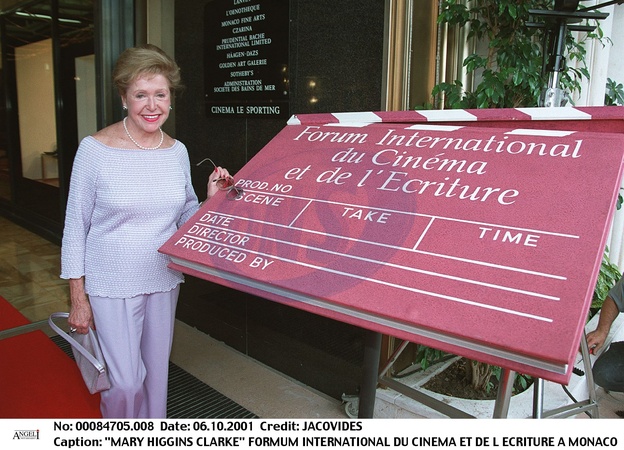 LANVIN
L'OENOTHEQUE
MONACO FINE ARTS
CZARINA
PRUDENTIAL BACHE
INTERNATIONAL LIMITED
HÄAGEN-DAZS
GOLDEN ART GALERIE
SOTHEBY'S
ADMINISTRATION
SOCIETE DES BAINS DE MER
CINEMA LE SPORTING
Forum International
du Cinéma
et de l'Ecriture
PROD. NO
SCENE TAKE TIME
DATE
DIRECTOR
PRODUCED BY
ANGELI
No: 00084705.008 Date: 06.10.2001 Credit: JACOVIDES
Caption: "MARY HIGGINS CLARKE" FORMUM INTERNATIONAL DU CINEMA ET DE L ECRITURE A MONACO